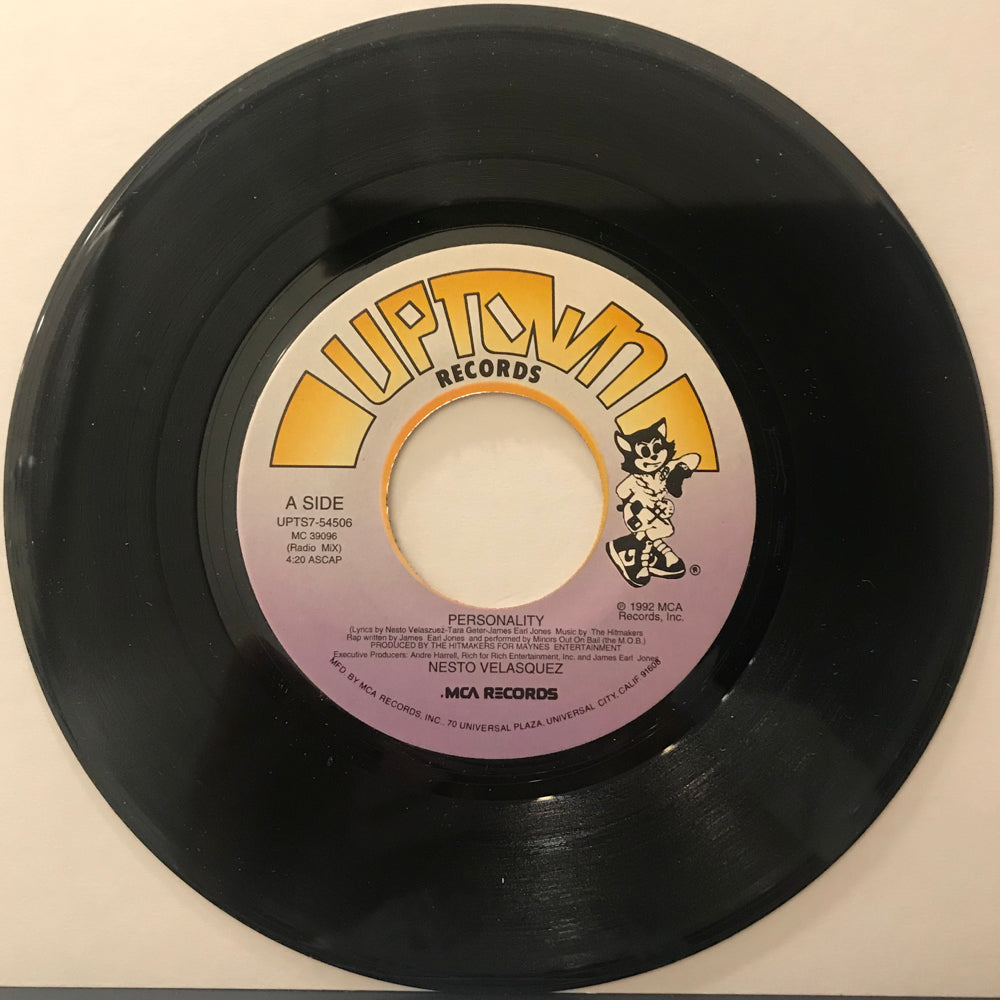 UPTOWN
RECORDS
A SIDE
UPTS7-54506
MC 39096
(Radio MiX)
4:20 ASCAP
®
℗ 1992 MCA
Records, Inc.
PERSONALITY
(Lyrics by Nesto Velaszuez-Tara Geter-James Earl Jones Music by The Hitmakers
Rap written by James Earl Jones and performed by Minors Out On Bail (the M.O.B.)
PRODUCED BY THE HITMAKERS FOR MAYNES ENTERTAINMENT
Executive Producers: Andre Harrell, Rich for Rich Entertainment, Inc. and James Earl Jones
NESTO VELASQUEZ
.MCA RECORDS
MFD. BY MCA RECORDS, INC., 70 UNIVERSAL PLAZA, UNIVERSAL CITY, CALIF. 91608